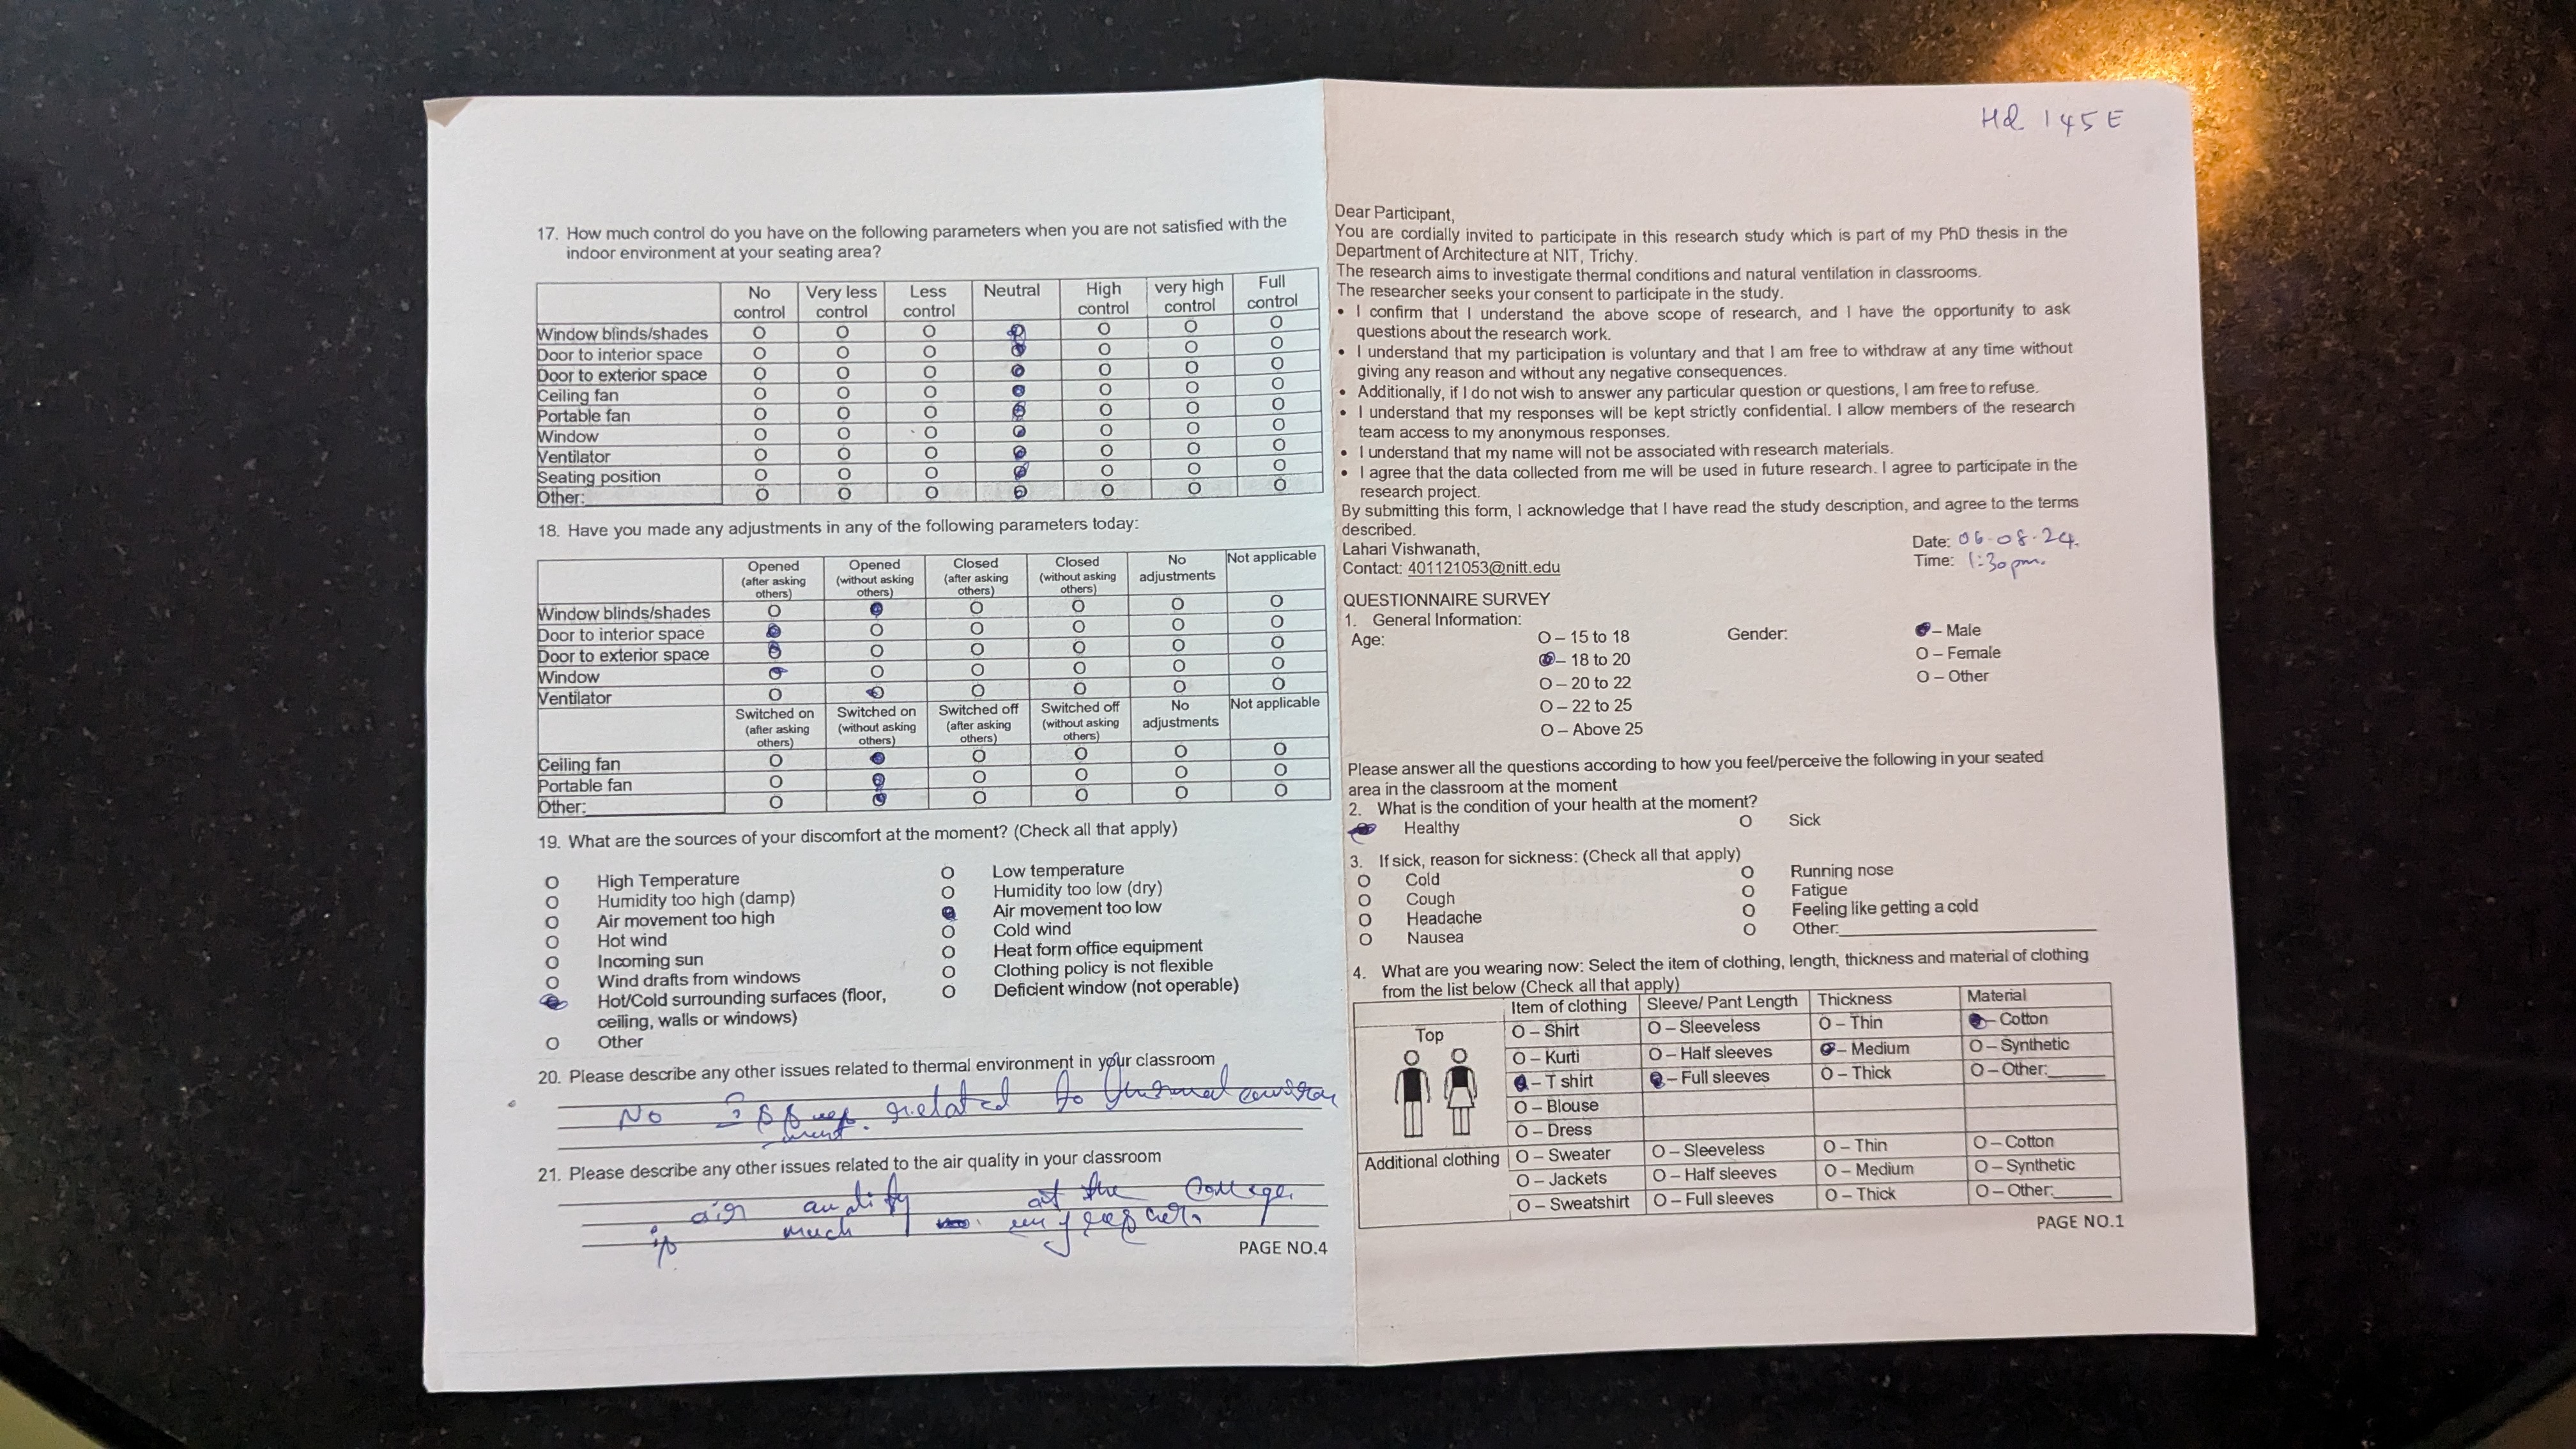 17. How much control do you have on the following parameters when you are not satisfied with the
indoor environment at your seating area?
No control Very less control Less control Neutral High control very high control Full control
Window blinds/shades O O O O O O O
Door to interior space O O O O O O O
Door to exterior space O O O O O O O
Ceiling fan O O O O O O O
Portable fan O O O O O O O
Window O O O O O O O
Ventilator O O O O O O O
Seating position O O O O O O O
Other: O O O O O O O
18. Have you made any adjustments in any of the following parameters today:
Opened (after asking others) Opened (without asking others) Closed (after asking others) Closed (without asking others) No adjustments Not applicable
Window blinds/shades O O O O O O
Door to interior space O O O O O O
Door to exterior space O O O O O O
Window O O O O O O
Ventilator O O O O O O
Switched on (after asking others) Switched on (without asking others) Switched off (after asking others) Switched off (without asking others) No adjustments Not applicable
Ceiling fan O O O O O O
Portable fan O O O O O O
Other: O O O O O O
19. What are the sources of your discomfort at the moment? (Check all that apply)
O High Temperature O Low temperature
O Humidity too high (damp) O Humidity too low (dry)
O Air movement too high O Air movement too low
O Hot wind O Cold wind
O Incoming sun O Heat form office equipment
O Wind drafts from windows O Clothing policy is not flexible
O Hot/Cold surrounding surfaces (floor, O Deficient window (not operable)
ceiling, walls or windows)
O Other
20. Please describe any other issues related to thermal environment in your classroom
No related to
21. Please describe any other issues related to the air quality in your classroom
air at the college
is much
PAGE NO.4
Hd 145E
Dear Participant,
You are cordially invited to participate in this research study which is part of my PhD thesis in the
Department of Architecture at NIT, Trichy.
The research aims to investigate thermal conditions and natural ventilation in classrooms.
The researcher seeks your consent to participate in the study.
• I confirm that I understand the above scope of research, and I have the opportunity to ask
questions about the research work.
• I understand that my participation is voluntary and that I am free to withdraw at any time without
giving any reason and without any negative consequences.
• Additionally, if I do not wish to answer any particular question or questions, I am free to refuse.
• I understand that my responses will be kept strictly confidential. I allow members of the research
team access to my anonymous responses.
• I understand that my name will not be associated with research materials.
• I agree that the data collected from me will be used in future research. I agree to participate in the
research project.
By submitting this form, I acknowledge that I have read the study description, and agree to the terms
described.
Lahari Vishwanath, Date: 06-08-24.
Contact: 401121053@nitt.edu Time: 1:30pm.
QUESTIONNAIRE SURVEY
1. General Information:
Age: O – 15 to 18 Gender: O – Male
O – 18 to 20 O – Female
O – 20 to 22 O – Other
O – 22 to 25
O – Above 25
Please answer all the questions according to how you feel/perceive the following in your seated
area in the classroom at the moment
2. What is the condition of your health at the moment?
O Healthy O Sick
3. If sick, reason for sickness: (Check all that apply)
O Cold O Running nose
O Cough O Fatigue
O Headache O Feeling like getting a cold
O Nausea O Other:
4. What are you wearing now: Select the item of clothing, length, thickness and material of clothing
from the list below (Check all that apply)
Item of clothing Sleeve/ Pant Length Thickness Material
Top O – Shirt O – Sleeveless O – Thin O – Cotton
O – Kurti O – Half sleeves O – Medium O – Synthetic
O – T shirt O – Full sleeves O – Thick O – Other:
O – Blouse
O – Dress
Additional clothing O – Sweater O – Sleeveless O – Thin O – Cotton
O – Jackets O – Half sleeves O – Medium O – Synthetic
O – Sweatshirt O – Full sleeves O – Thick O – Other:
PAGE NO.1